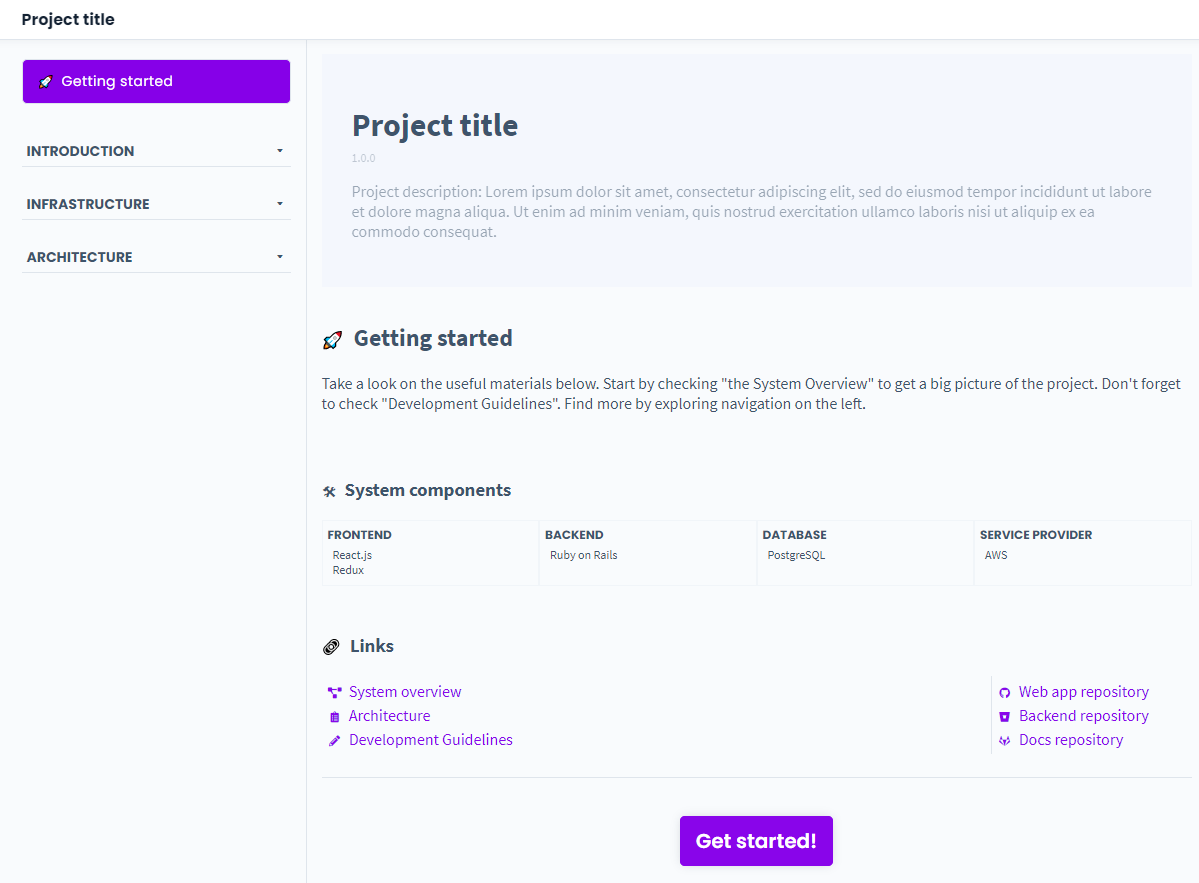 Project title
Getting started
INTRODUCTION
INFRASTRUCTURE
ARCHITECTURE
Project title
1.0.0
Project description: Lorem ipsum dolor sit amet, consectetur adipiscing elit, sed do eiusmod tempor incididunt ut labore
et dolore magna aliqua. Ut enim ad minim veniam, quis nostrud exercitation ullamco laboris nisi ut aliquip ex ea
commodo consequat.
Getting started
Take a look on the useful materials below. Start by checking "the System Overview" to get a big picture of the project. Don't forget
to check "Development Guidelines". Find more by exploring navigation on the left.
System components
FRONTEND
React.js
Redux
BACKEND
Ruby on Rails
DATABASE
PostgreSQL
SERVICE PROVIDER
AWS
Links
System overview
Architecture
Development Guidelines
Web app repository
Backend repository
Docs repository
Get started!